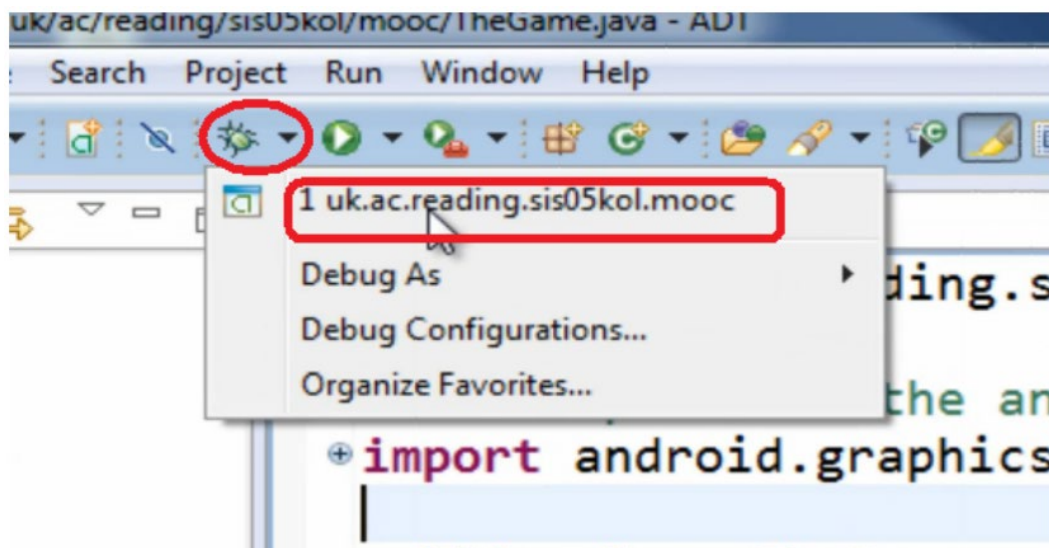 uk/ac/reading/sis05kol/mooc/TheGame.java - ADT
Search Project Run Window Help
1 uk.ac.reading.sis05kol.mooc
Debug As
ding.s
Debug Configurations...
Organize Favorites...
the an
import android.graphics